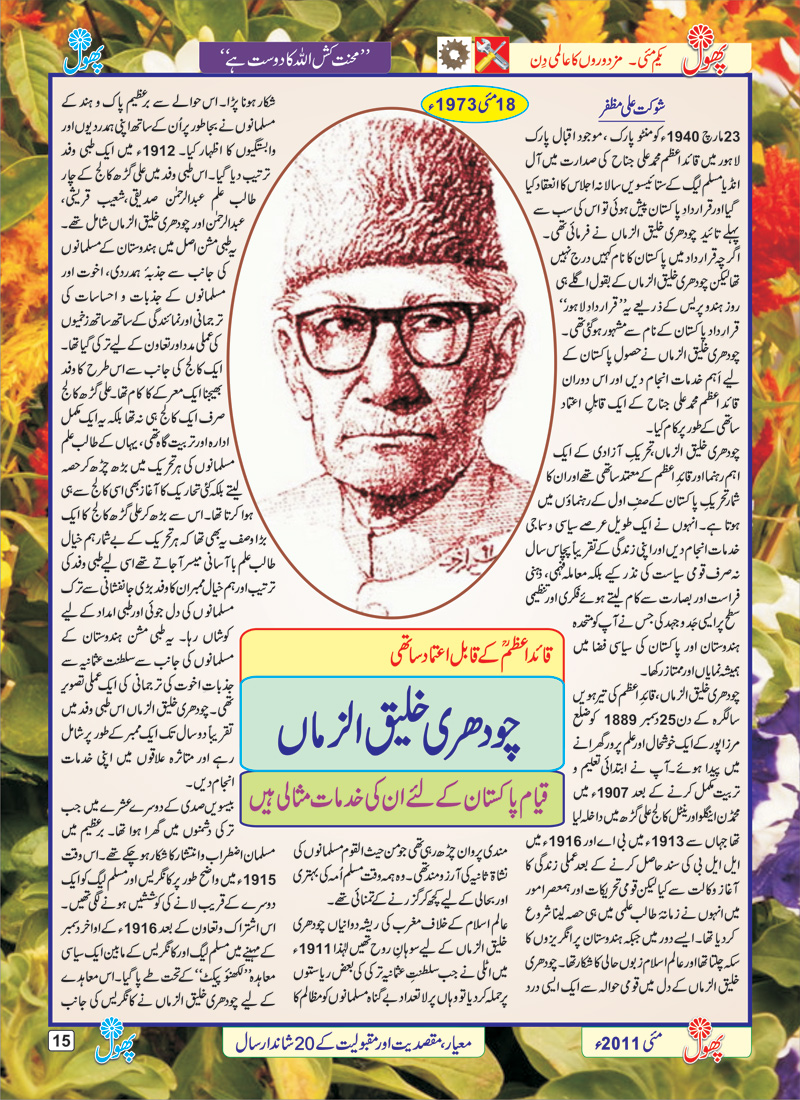 پھول
یکم مئی۔ مزدوروں کا عالمی دِن
’’محنت کش اللہ کا دوست ہے‘‘
پھول
18 مئی 1973ء
شوکت علی مظفر
23 مارچ 1940ء کو منٹو پارک، موجود اقبال پارک
لاہور میں قائداعظم محمد علی جناح کی صدارت میں آل
انڈیا مسلم لیگ کے ستائیسویں سالانہ اجلاس کا انعقاد کیا
گیا اور قرارداد پاکستان پیش ہوئی تو اس کی سب سے
پہلے تائید چودھری خلیق الزماں نے فرمائی تھی۔
اگرچہ قرارداد میں پاکستان کا نام کہیں درج نہیں
تھا لیکن چودھری خلیق الزماں کے بقول اگلے ہی
روز ہندو پریس کے ذریعے یہ ’’قرارداد لاہور‘‘
قرارداد پاکستان کے نام سے مشہور ہوگئی تھی۔
چودھری خلیق الزماں نے حصول پاکستان کے
لیے اہم خدمات انجام دیں اور اس دوران
قائداعظم محمد علی جناح کے ایک قابل اعتماد
ساتھی کے طور پر کام کیا۔
چودھری خلیق الزماں تحریک آزادی کے ایک
اہم رہنما اور قائداعظم کے معتمد ساتھی تھے اور ان کا
شمار تحریک پاکستان کے صف اول کے رہنماؤں میں
ہوتا ہے۔ انہوں نے ایک طویل عرصے سیاسی وسماجی
خدمات انجام دیں اور اپنی زندگی کے تقریباً پچاس سال
نہ صرف قومی سیاست کی نذر کیے بلکہ معاملہ فہمی، ذہنی
فراست اور بصارت سے کام لیتے ہوئے فکری اور تنظیمی
سطح پر ایسی جدوجہد کی جس نے آپ کو متحدہ
ہندوستان اور پاکستان کی سیاسی فضا میں
ہمیشہ نمایاں اور ممتاز رکھا۔
چودھری خلیق الزماں، قائداعظم کی تیرہویں
سالگرہ کے دن 25 دسمبر 1889 کو ضلع
مرزا پور کے ایک خوشحال اور علم پرور گھرانے
میں پیدا ہوئے۔ آپ نے ابتدائی تعلیم و
تربیت مکمل کرنے کے بعد 1907ء میں
محمڈن اینگلو اورینٹل کالج علی گڑھ میں داخلہ لیا
تھا جہاں سے 1913ء میں بی اے اور 1916ء میں
ایل ایل بی کی سند حاصل کرنے کے بعد عملی زندگی کا
آغاز وکالت سے کیا لیکن قومی تحریکات اور ہمعصر امور
میں انہوں نے زمانۂ طالب علمی میں ہی حصہ لینا شروع
کردیا تھا۔ ایسے دور میں جبکہ ہندوستان پر انگریزوں کا
سکہ چلتا تھا اور عالم اسلام زبوں حالی کا شکار تھا۔ چودھری
خلیق الزماں کے دل میں قومی حوالہ سے ایک ایسی درد
قائداعظمؒ کے قابل اعتماد ساتھی
چودھری خلیق الزماں
قیام پاکستان کے لئے ان کی خدمات مثالی ہیں
مندی پروان چڑھ رہی تھی جو من حیث القوم مسلمانوں کی
نشاۃ ثانیہ کی آرزو مند تھی۔ وہ ہمہ وقت مسلم اُمہ کی بہتری
اور بحالی کے لیے کچھ کر گزرنے کے تمنائی تھے۔
عالم اسلام کے خلاف مغرب کی ریشہ دوانیاں چودھری
خلیق الزماں کے لیے سوہان روح تھیں لہٰذا 1911ء
میں اٹلی نے جب سلطنت عثمانیہ ترکی کی بعض ریاستوں
پر حملہ کردیا تو وہاں پر لاتعداد بے گناہ مسلمانوں کو مظالم کا
شکار ہونا پڑا۔ اس حوالے سے برعظیم پاک و ہند کے
مسلمانوں نے بجا طور پر اُن کے ساتھ اپنی ہمدردیوں اور
وابستگیوں کا اظہار کیا۔ 1912ء میں ایک طبی وفد
ترتیب دیا گیا۔ اس طبی وفد میں علی گڑھ کالج کے چار
طالب علم عبدالرحمٰن صدیقی، شعیب قریشی،
عبدالرحمٰن اور چودھری خلیق الزماں شامل تھے۔
یہ طبی مشن اصل میں ہندوستان کے مسلمانوں
کی جانب سے جذبۂ ہمدردی، اخوت اور
مسلمانوں کے جذبات و احساسات کی
ترجمانی اور نمائندگی کے ساتھ ساتھ زخمیوں
کی عملی مدد اور تعاون کے لیے ترکی گیا تھا۔
ایک کالج کی جانب سے اس طرح کا وفد
بھیجنا ایک معرکے کا کام تھا۔ علی گڑھ کالج
صرف ایک کالج ہی نہ تھا بلکہ یہ ایک مکمل
ادارہ اور تربیت گاہ تھی، یہاں کے طالب علم
مسلمانوں کی ہر تحریک میں بڑھ چڑھ کر حصہ
لیتے بلکہ کئی تحاریک کا آغاز بھی اسی کالج سے ہی
ہوا کرتا تھا۔ اس سے بڑھ کر علی گڑھ کالج کا ایک
بڑا وصف یہ بھی تھا کہ ہر تحریک کے بے شمار ہم خیال
طالب علم با آسانی میسر آجاتے تھے اسی لیے طبی وفد کی
ترتیب اور ہم خیال ممبران کا وفد بڑی جانفشانی سے ترک
مسلمانوں کی دل جوئی اور طبی امداد کے لیے
کوشاں رہا۔ یہ طبی مشن ہندوستان کے
مسلمانوں کی جانب سے سلطنت عثمانیہ سے
جذبات اخوت کی ترجمانی کی ایک عملی تصویر
تھی۔ چودھری خلیق الزماں اس طبی وفد میں
تقریباً دو سال تک ایک ممبر کے طور پر شامل
رہے اور متاثرہ علاقوں میں اپنی خدمات
انجام دیں۔
بیسویں صدی کے دوسرے عشرے میں جب
ترکی دشمنوں میں گھرا ہوا تھا۔ برعظیم میں
مسلمان اضطراب وانتشار کا شکار ہوچکے تھے۔ اس وقت
1915ء میں واضح طور پر کانگریس اور مسلم لیگ کو ایک
دوسرے کے قریب لانے کی کوششیں ہونے لگی تھیں۔
اس اشتراک و تعاون کے بعد 1916ء کے اواخر دسمبر
کے مہینے میں مسلم لیگ اور کانگریس کے مابین ایک سیاسی
معاہدہ ’’لکھنؤ پیکٹ‘‘ کے تحت طے پا گیا۔ اس معاہدے
کے لیے چودھری خلیق الزماں نے کانگریس کی جانب
پھول
مئی 2011ء
معیار، مقصدیت اور مقبولیت کے 20 شاندار سال
پھول
15